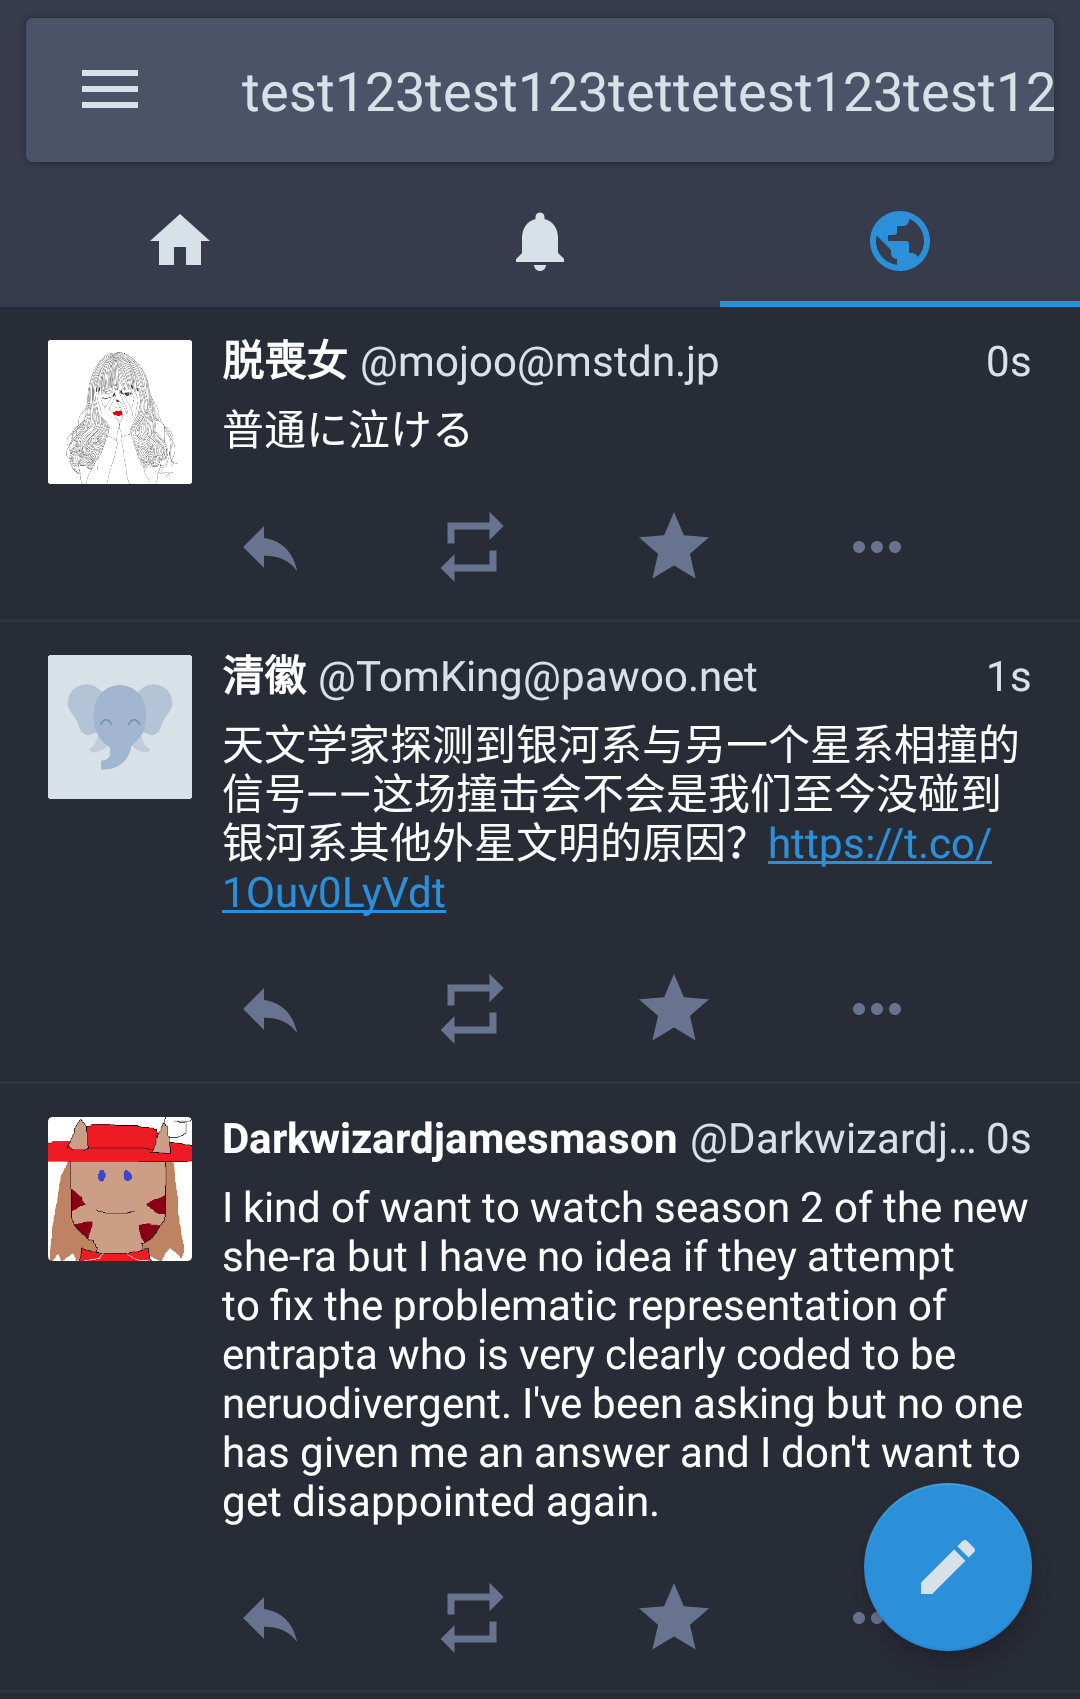 test123test123tettetest123test12
脱喪女 @mojoo@mstdn.jp 0s
普通に泣ける
清徽 @TomKing@pawoo.net 1s
天文学家探测到银河系与另一个星系相撞的
信号——这场撞击会不会是我们至今没碰到
银河系其他外星文明的原因？https://t.co/
1Ouv0LyVdt
Darkwizardjamesmason @Darkwizardj... 0s
I kind of want to watch season 2 of the new
she-ra but I have no idea if they attempt
to fix the problematic representation of
entrapta who is very clearly coded to be
neruodivergent. I've been asking but no one
has given me an answer and I don't want to
get disappointed again.